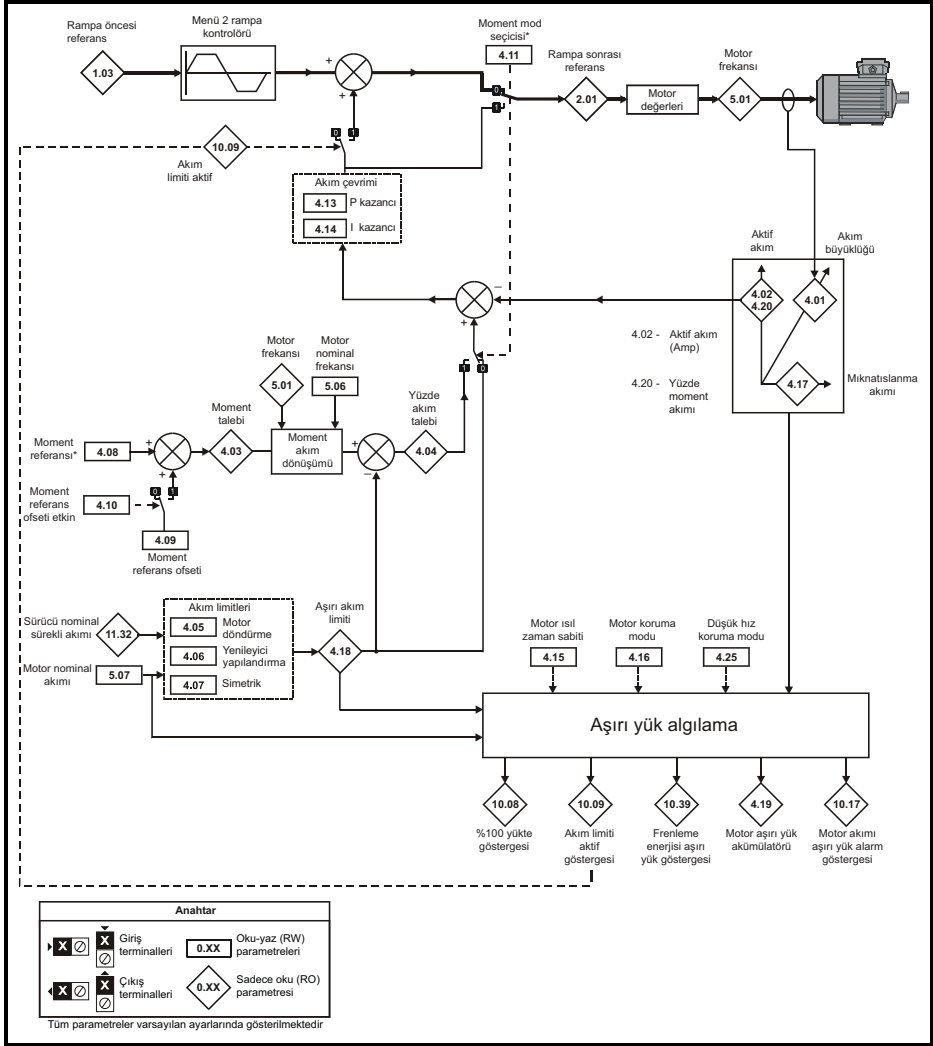 Rampa öncesi
referans
1.03
Menü 2 rampa
kontrolörü
+
+
Moment mod
seçicisi*
4.11
0
1
Rampa sonrası
referans
2.01
Motor
değerleri
Motor
frekansı
5.01
10.09
Akım
limiti aktif
0 1
Akım çevrimi
4.13 P kazancı
4.14 I kazancı
Aktif
akım
Akım
büyüklüğü
4.02
4.20
4.01
4.17
Mıknatıslanma
akımı
4.02 - Aktif akım
(Amp)
4.20 - Yüzde
moment
akımı
–
+
1 0
Motor
frekansı
5.01
Motor
nominal
frekansı
5.06
Moment
talebi
4.03
Moment
akım
dönüşümü
Yüzde
akım
talebi
4.04
+
–
Moment
referansı*
4.08
+
+
Moment
referans
ofseti etkin
4.10
0 1
4.09
Moment
referans ofseti
Sürücü nominal
sürekli akımı
11.32
Motor nominal
akımı
5.07
Akım limitleri
4.05 Motor
döndürme
4.06 Yenileyici
yapılandırma
4.07 Simetrik
Aşırı akım
limiti
4.18
Motor ısıl
zaman sabiti
4.15
Motor koruma
modu
4.16
Düşük hız
koruma modu
4.25
Aşırı yük algılama
10.08
%100 yükte
göstergesi
10.09
Akım limiti
aktif
göstergesi
10.39
Frenleme
enerjisi aşırı
yük göstergesi
4.19
Motor aşırı yük
akümülatörü
10.17
Motor akımı
aşırı yük alarm
göstergesi
Anahtar
X X Giriş
terminalleri
0.XX Oku-yaz (RW)
parametreleri
X X Çıkış
terminalleri
0.XX Sadece oku (RO)
parametresi
Tüm parametreler varsayılan ayarlarında gösterilmektedir